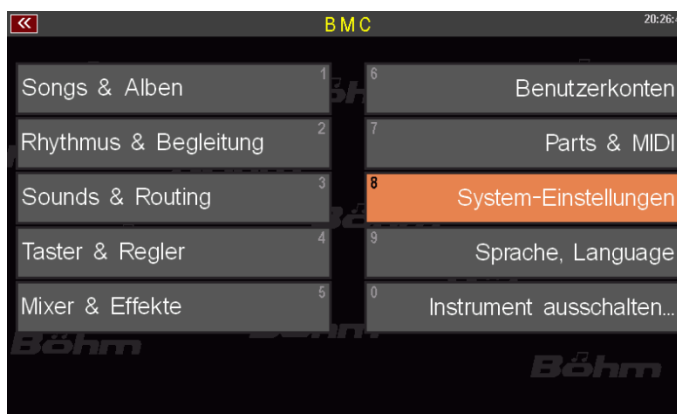 BMC
20:26:4
Songs & Alben
1
Rhythmus & Begleitung
2
Sounds & Routing
3
Taster & Regler
4
Mixer & Effekte
5
6
Benutzerkonten
7
Parts & MIDI
8
System-Einstellungen
9
Sprache, Language
0
Instrument ausschalten...
Böhm
Böhm